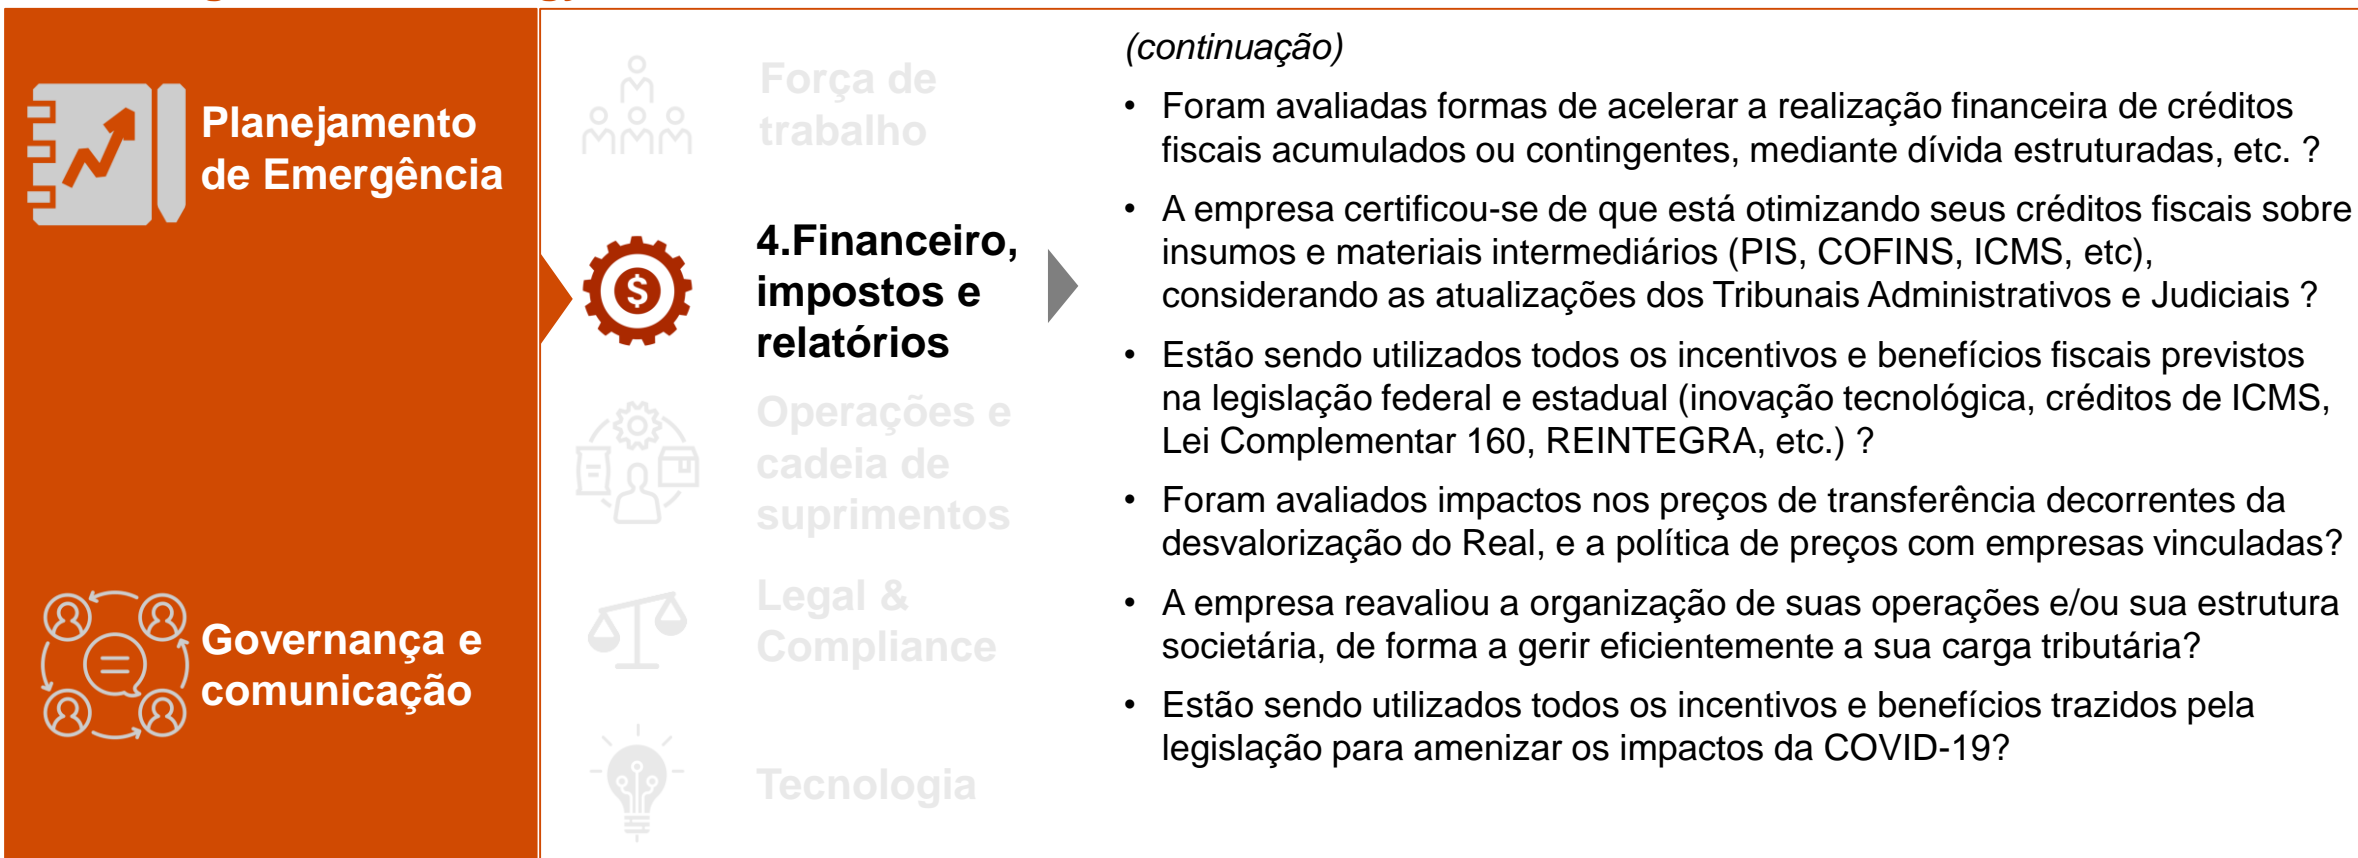 Planejamento
de Emergência
Governança e
comunicação
Força de
trabalho
4.Financeiro,
impostos e
relatórios
Operações e
cadeia de
suprimentos
Legal &
Compliance
Tecnologia
(continuação)
• Foram avaliadas formas de acelerar a realização financeira de créditos
fiscais acumulados ou contingentes, mediante dívida estruturadas, etc. ?
• A empresa certificou-se de que está otimizando seus créditos fiscais sobre
insumos e materiais intermediários (PIS, COFINS, ICMS, etc),
considerando as atualizações dos Tribunais Administrativos e Judiciais ?
• Estão sendo utilizados todos os incentivos e benefícios fiscais previstos
na legislação federal e estadual (inovação tecnológica, créditos de ICMS,
Lei Complementar 160, REINTEGRA, etc.) ?
• Foram avaliados impactos nos preços de transferência decorrentes da
desvalorização do Real, e a política de preços com empresas vinculadas?
• A empresa reavaliou a organização de suas operações e/ou sua estrutura
societária, de forma a gerir eficientemente a sua carga tributária?
• Estão sendo utilizados todos os incentivos e benefícios trazidos pela
legislação para amenizar os impactos da COVID-19?